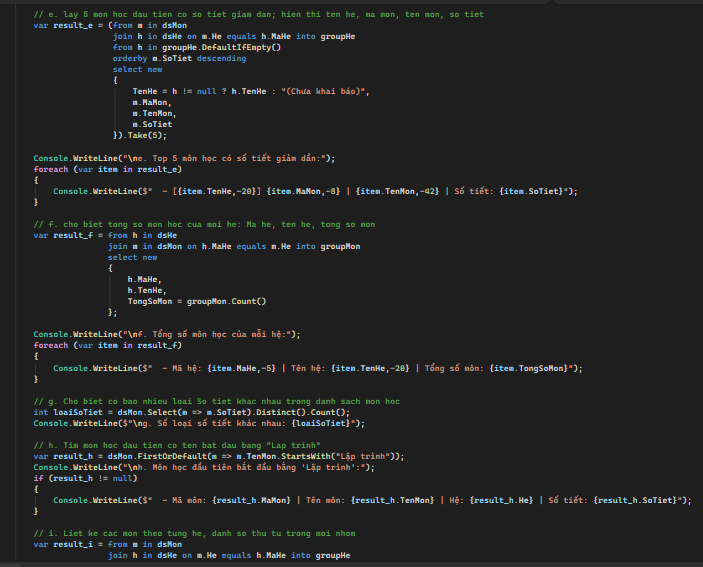 // e. lay 5 mon hoc dau tien co so tiet giam dan; hien thi ten he, ma mon, ten mon, so tiet
var result_e = (from m in dsMon
join h in dsHe on m.He equals h.MaHe into groupHe
from h in groupHe.DefaultIfEmpty()
orderby m.SoTiet descending
select new
{
TenHe = h != null ? h.TenHe : "(Chưa khai báo)",
m.MaMon,
m.TenMon,
m.SoTiet
}).Take(5);
Console.WriteLine("\ne. Top 5 môn học có số tiết giảm dần:");
foreach (var item in result_e)
{
Console.WriteLine($"  - [{item.TenHe,-20}] {item.MaMon,-8} | {item.TenMon,-42} | Số tiết: {item.SoTiet}");
}
// f. cho biet tong so mon hoc cua moi he: Ma he, ten he, tong so mon
var result_f = from h in dsHe
join m in dsMon on h.MaHe equals m.He into groupMon
select new
{
h.MaHe,
h.TenHe,
TongSoMon = groupMon.Count()
};
Console.WriteLine("\nf. Tổng số môn học của mỗi hệ:");
foreach (var item in result_f)
{
Console.WriteLine($"  - Mã hệ: {item.MaHe,-5} | Tên hệ: {item.TenHe,-20} | Tổng số môn: {item.TongSoMon}");
}
// g. Cho biet co bao nhieu loai So tiet khac nhau trong danh sach mon hoc
int loaiSoTiet = dsMon.Select(m => m.SoTiet).Distinct().Count();
Console.WriteLine($"\ng. Số loại số tiết khác nhau: {loaiSoTiet}");
// h. Tim mon hoc dau tien co ten bat dau bang "Lap trinh"
var result_h = dsMon.FirstOrDefault(m => m.TenMon.StartsWith("Lập trình"));
Console.WriteLine("\nh. Môn học đầu tiên bắt đầu bằng 'Lập trình':");
if (result_h != null)
{
Console.WriteLine($"  - Mã môn: {result_h.MaMon} | Tên môn: {result_h.TenMon} | Hệ: {result_h.He} | Số tiết: {result_h.SoTiet}");
}
// i. Liet ke cac mon theo tung he, danh so thu tu trong moi nhom
var result_i = from m in dsMon
join h in dsHe on m.He equals h.MaHe into groupHe